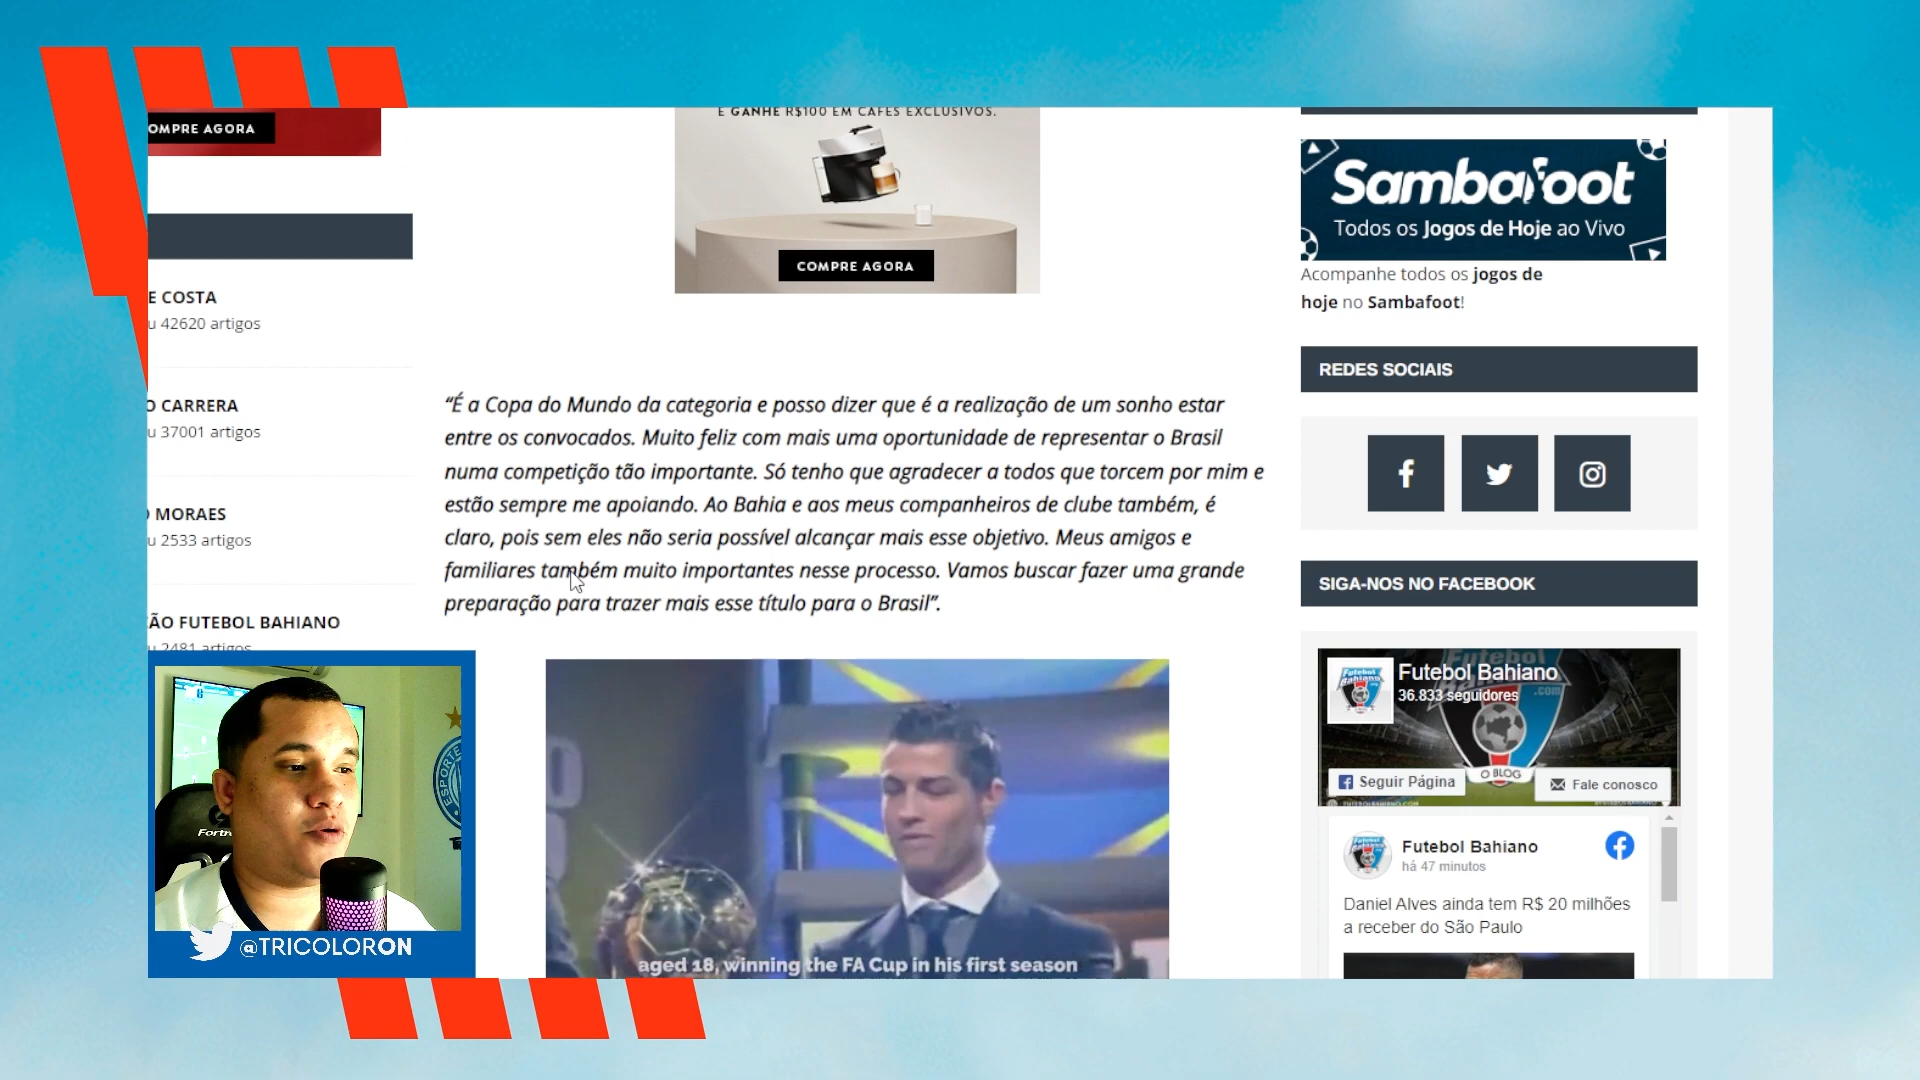 OMPRE AGORA
E COSTA
u 42620 artigos
O CARRERA
u 37001 artigos
O MORAES
u 2533 artigos
ÃO FUTEBOL BAHIANO
u 2481 artigos
E GANHE R$100 EM CAFÉS EXCLUSIVOS.
COMPRE AGORA
“É a Copa do Mundo da categoria e posso dizer que é a realização de um sonho estar
entre os convocados. Muito feliz com mais uma oportunidade de representar o Brasil
numa competição tão importante. Só tenho que agradecer a todos que torcem por mim e
estão sempre me apoiando. Ao Bahia e aos meus companheiros de clube também, é
claro, pois sem eles não seria possível alcançar mais esse objetivo. Meus amigos e
familiares também muito importantes nesse processo. Vamos buscar fazer uma grande
preparação para trazer mais esse título para o Brasil”.
aged 18, winning the FA Cup in his first season
Sambafoot
Todos os Jogos de Hoje ao Vivo
Acompanhe todos os jogos de
hoje no Sambafoot!
REDES SOCIAIS
SIGA-NOS NO FACEBOOK
Futebol Bahiano
36.833 seguidores
.com
O BLOG
Seguir Página
Fale conosco
Futebol Bahiano
há 47 minutos
Daniel Alves ainda tem R$ 20 milhões
a receber do São Paulo
ESPORTE
@TRICOLORON